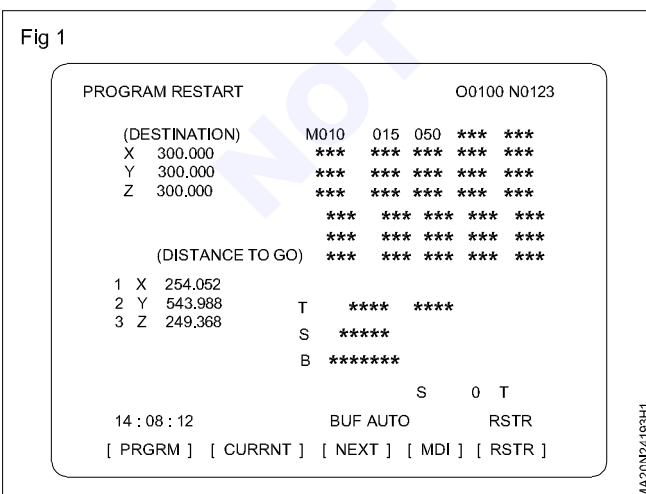 Fig 1
PROGRAM RESTART O0100 N0123
(DESTINATION) M010 015 050 *** ***
X 300.000 *** *** *** *** ***
Y 300.000 *** *** *** *** ***
Z 300.000 *** *** *** *** ***
*** *** *** *** ***
*** *** *** *** ***
(DISTANCE TO GO) *** *** *** *** ***
1 X 254.052
2 Y 543.988
3 Z 249.368
T **** ****
S *****
B *******
S 0 T
14 : 08 : 12 BUF AUTO RSTR
[ PRGRM ] [ CURRNT ] [ NEXT ] [ MDI ] [ RSTR ]
MA20N24193H1
NOT